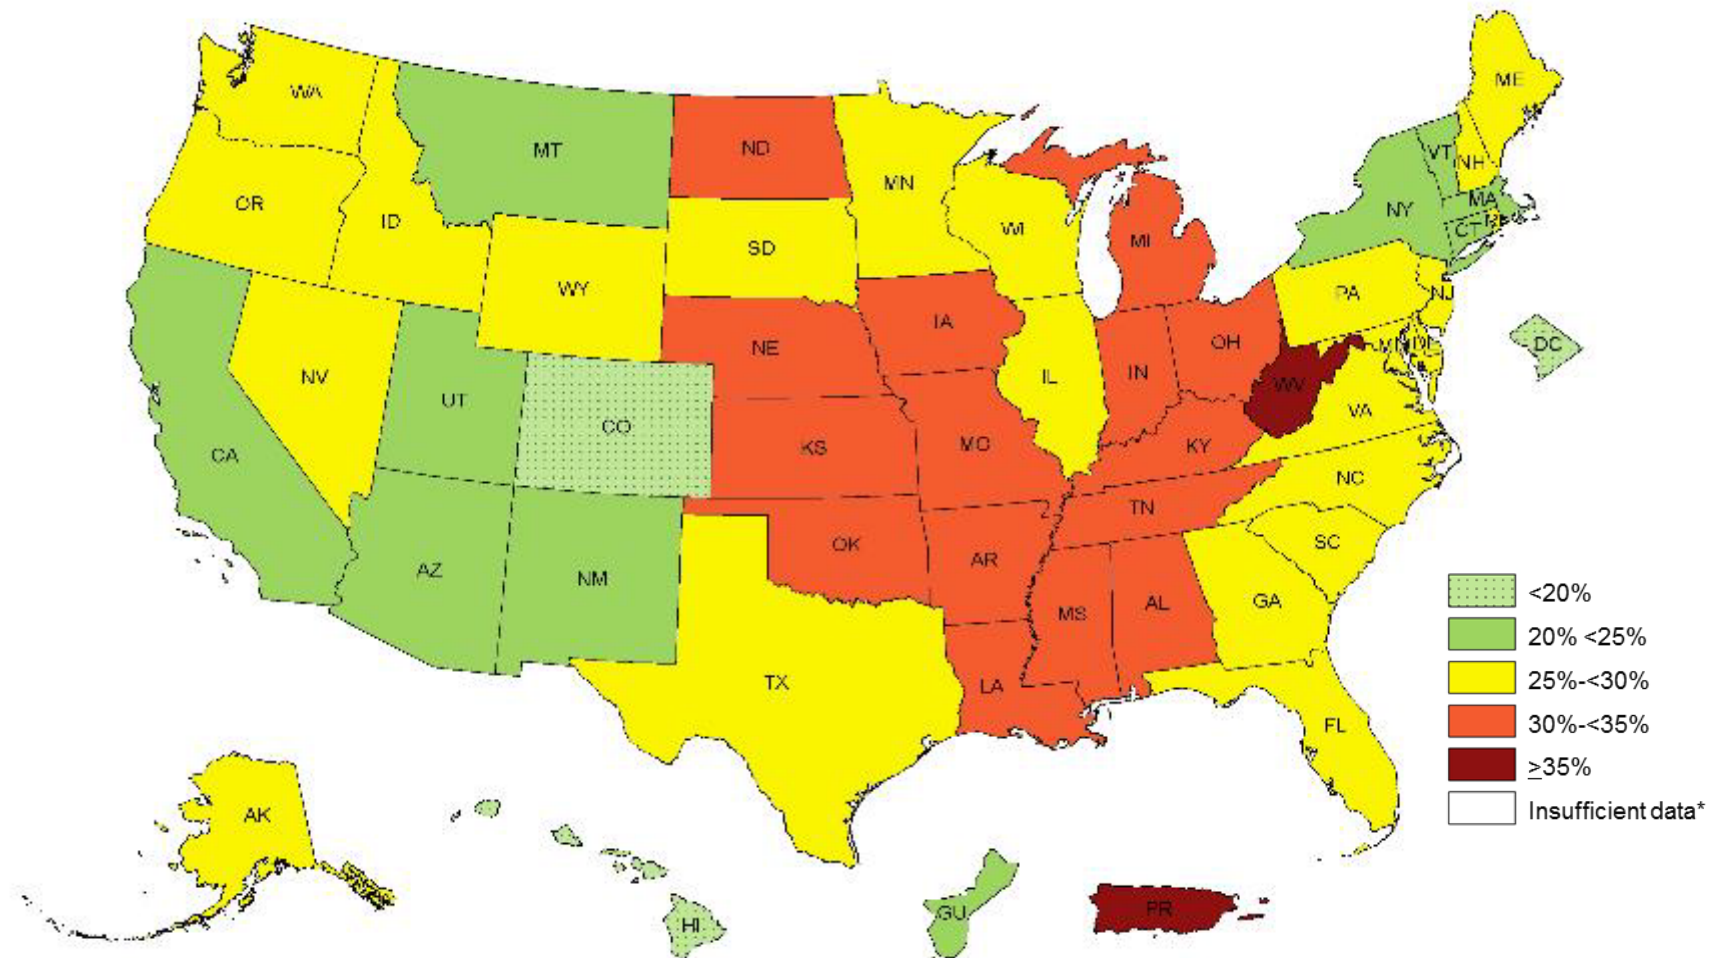 ME
WA
MT
ND
VT
NH
MN
MA
OR
NY
RI
ID
CT
WI
MI
SD
WY
PA
NJ
IA
OH
DC
NE
MD
DE
NV
IL
IN
WV
UT
VA
CO
KS
MO
KY
CA
NC
TN
OK
SC
AR
AZ
NM
<20%
GA
AL
MS
20% <25%
TX
LA
25%-<30%
FL
30%-<35%
≥35%
AK
Insufficient data*
GU
PR
HI